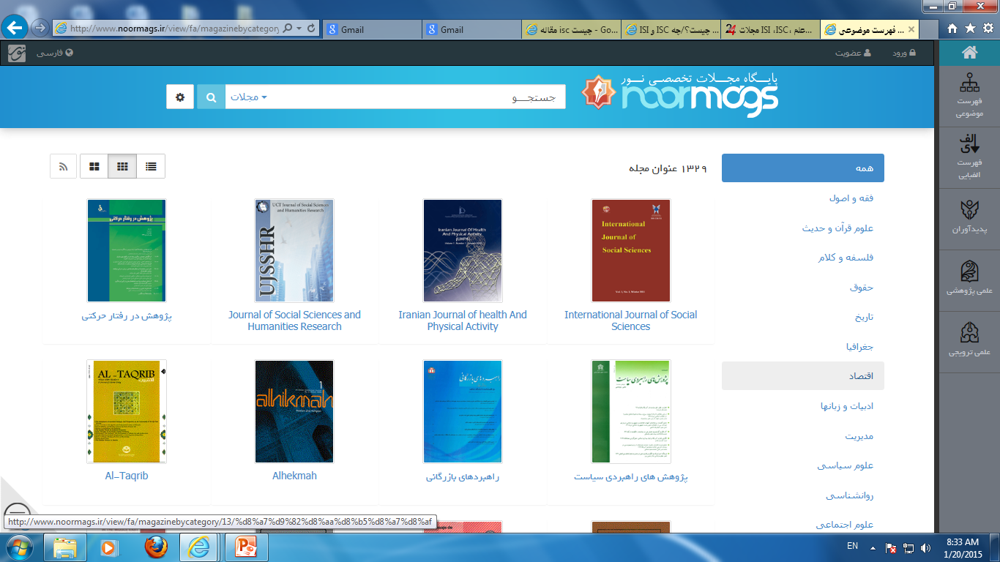 http://www.noormags.ir/view/fa/magazinebycategory
Gmail
Gmail
مقاله isc چیست - Go...
ISI و ISC چیست؟/چه...
مجلات ISI ،ISC، علم...
فهرست موضوعی ...
فارسی
عضویت
ورود
پایگاه مجلات تخصصی نور
noormags
مجلات
جستجو
فهرست
موضوعی
الف
ی
فهرست
الفبایی
پدیدآوران
علمی پژوهشی
علمی ترویجی
۱۳۲۹ عنوان مجله
همه
فقه و اصول
علوم قرآن و حدیث
فلسفه و کلام
حقوق
تاریخ
جغرافیا
اقتصاد
ادبیات و زبانها
مدیریت
علوم سیاسی
روانشناسی
علوم اجتماعی
International
Journal of
Social Sciences
International Journal of Social
Sciences
Iranian Journal Of Health
And Physical Activity
(IJHPA)
Iranian Journal of health And
Physical Activity
UCT Journal of Social Sciences
and Humanities Research
UJSSHR
Journal of Social Sciences and
Humanities Research
پژوهش در رفتار حرکتی
پژوهش در رفتار حرکتی
پژوهش‌های راهبردی سیاست
پژوهش های راهبردی سیاست
راهبردهای بازرگانی
راهبردهای بازرگانی
1
alhikmah
Alhekmah
AL -TAQRIB
Al-Taqrib
http://www.noormags.ir/view/fa/magazinebycategory/13/%d8%a7%d9%82%d8%aa%d8%b5%d8%a7%d8%af
EN
8:33 AM
1/20/2015